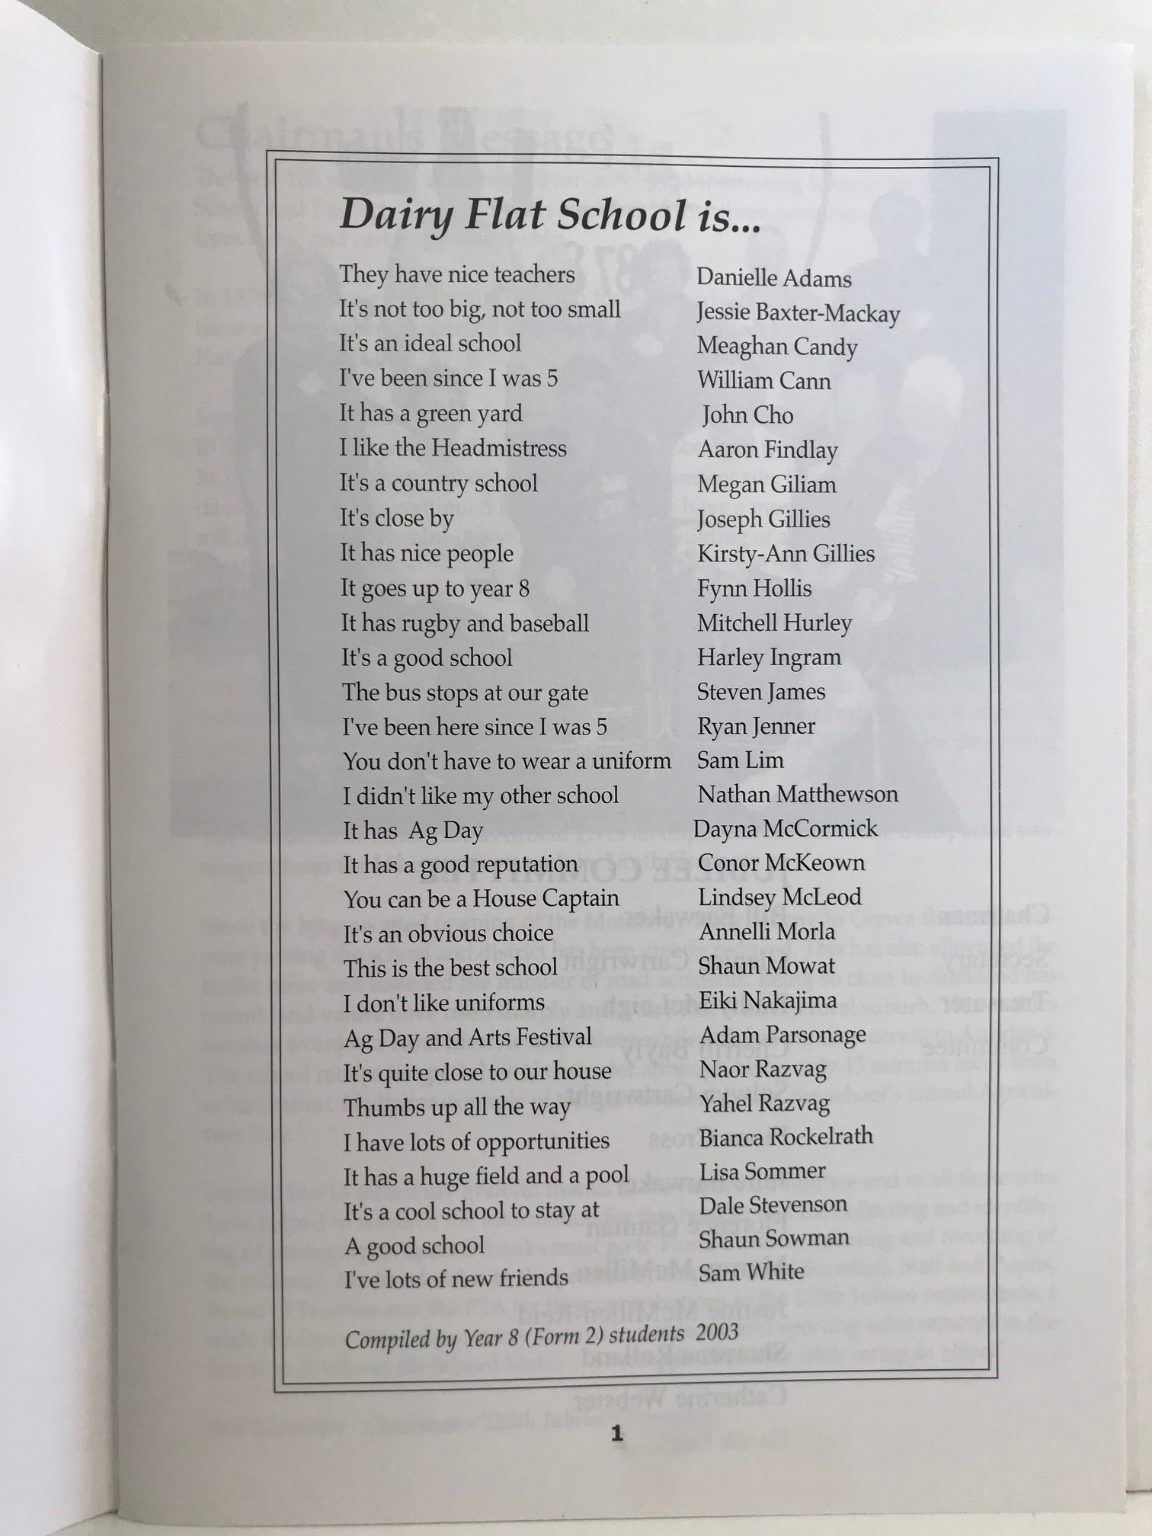 Dairy Flat School is...
They have nice teachers Danielle Adams
It's not too big, not too small Jessie Baxter-Mackay
It's an ideal school Meaghan Candy
I've been since I was 5 William Cann
It has a green yard John Cho
I like the Headmistress Aaron Findlay
It's a country school Megan Giliam
It's close by Joseph Gillies
It has nice people Kirsty-Ann Gillies
It goes up to year 8 Fynn Hollis
It has rugby and baseball Mitchell Hurley
It's a good school Harley Ingram
The bus stops at our gate Steven James
I've been here since I was 5 Ryan Jenner
You don't have to wear a uniform Sam Lim
I didn't like my other school Nathan Matthewson
It has Ag Day Dayna McCormick
It has a good reputation Conor McKeown
You can be a House Captain Lindsey McLeod
It's an obvious choice Annelli Morla
This is the best school Shaun Mowat
I don't like uniforms Eiki Nakajima
Ag Day and Arts Festival Adam Parsonage
It's quite close to our house Naor Razvag
Thumbs up all the way Yahel Razvag
I have lots of opportunities Bianca Rockelrath
It has a huge field and a pool Lisa Sommer
It's a cool school to stay at Dale Stevenson
A good school Shaun Sowman
I've lots of new friends Sam White
Compiled by Year 8 (Form 2) students 2003
1